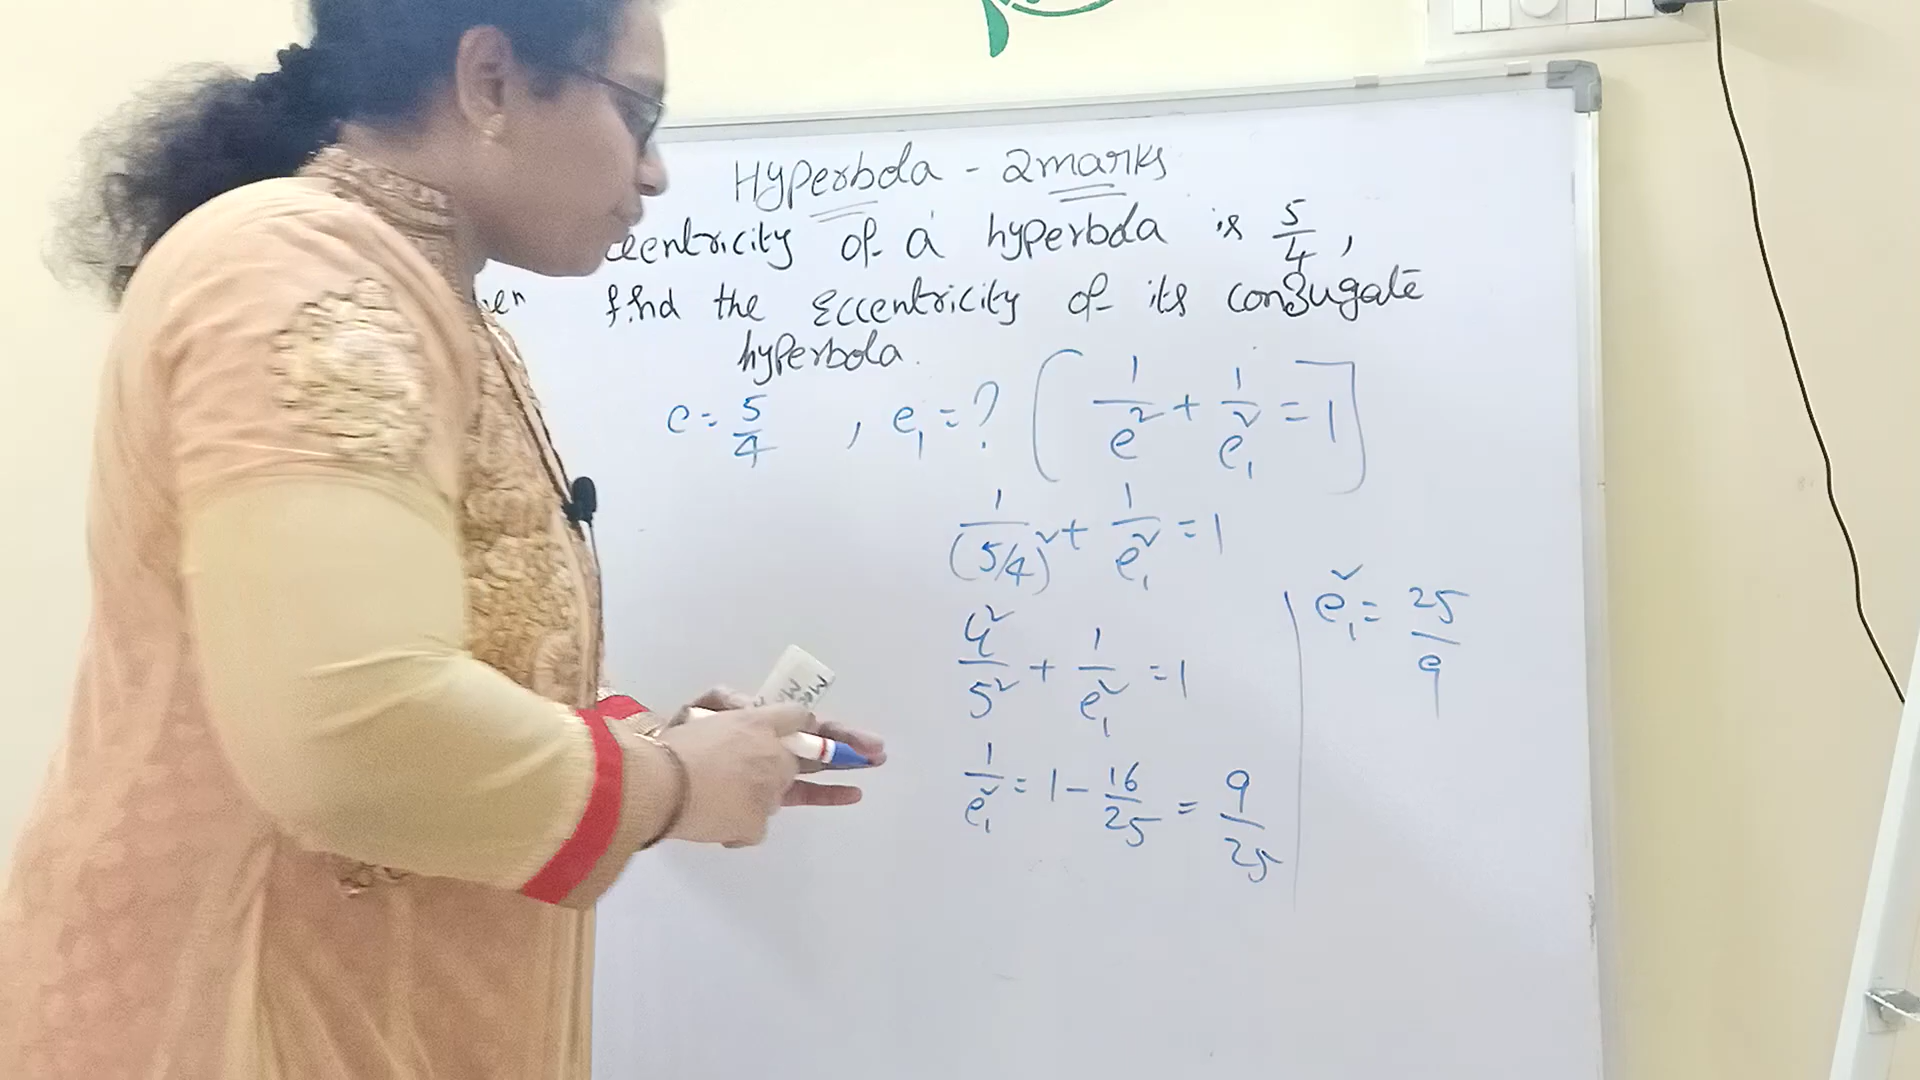 Hyperbola - 2marks
eccentricity of a hyperbola is 5/4,
find the Eccentricity of its conjugate
hyperbola.
e = 5/4 , e₁ = ? [ 1/e² + 1/e₁² = 1 ]
1/(5/4)² + 1/e₁² = 1
4²/5² + 1/e₁² = 1
1/e₁² = 1 - 16/25 = 9/25
e₁² = 25/9